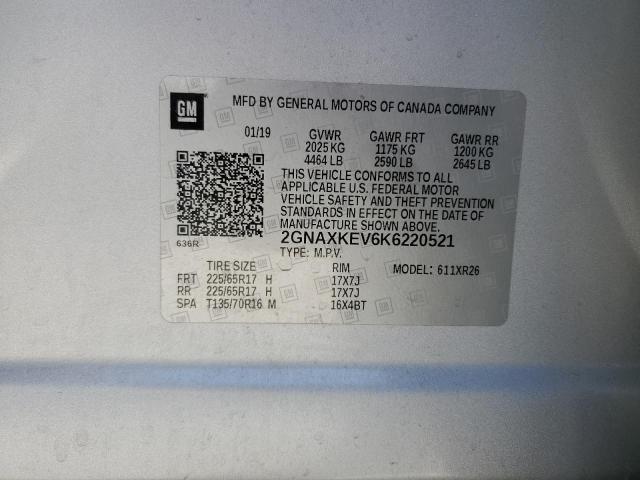 GM
MFD BY GENERAL MOTORS OF CANADA COMPANY
01/19 GVWR GAWR FRT GAWR RR
2025 KG 1175 KG 1200 KG
4464 LB 2590 LB 2645 LB
THIS VEHICLE CONFORMS TO ALL
APPLICABLE U.S. FEDERAL MOTOR
VEHICLE SAFETY, BUMPER, AND THEFT
PREVENTION STANDARDS
IN EFFECT ON THE DATE OF
MANUFACTURE SHOWN ABOVE.
636R 2GNAXKEV6K6220521
TYPE: M.P.V.
TIRE SIZE RIM MODEL: 611XR26
FRT 225/65R17 H 17X7J
RR 225/65R17 H 17X7J
SPA T135/70R16 M 16X4BT